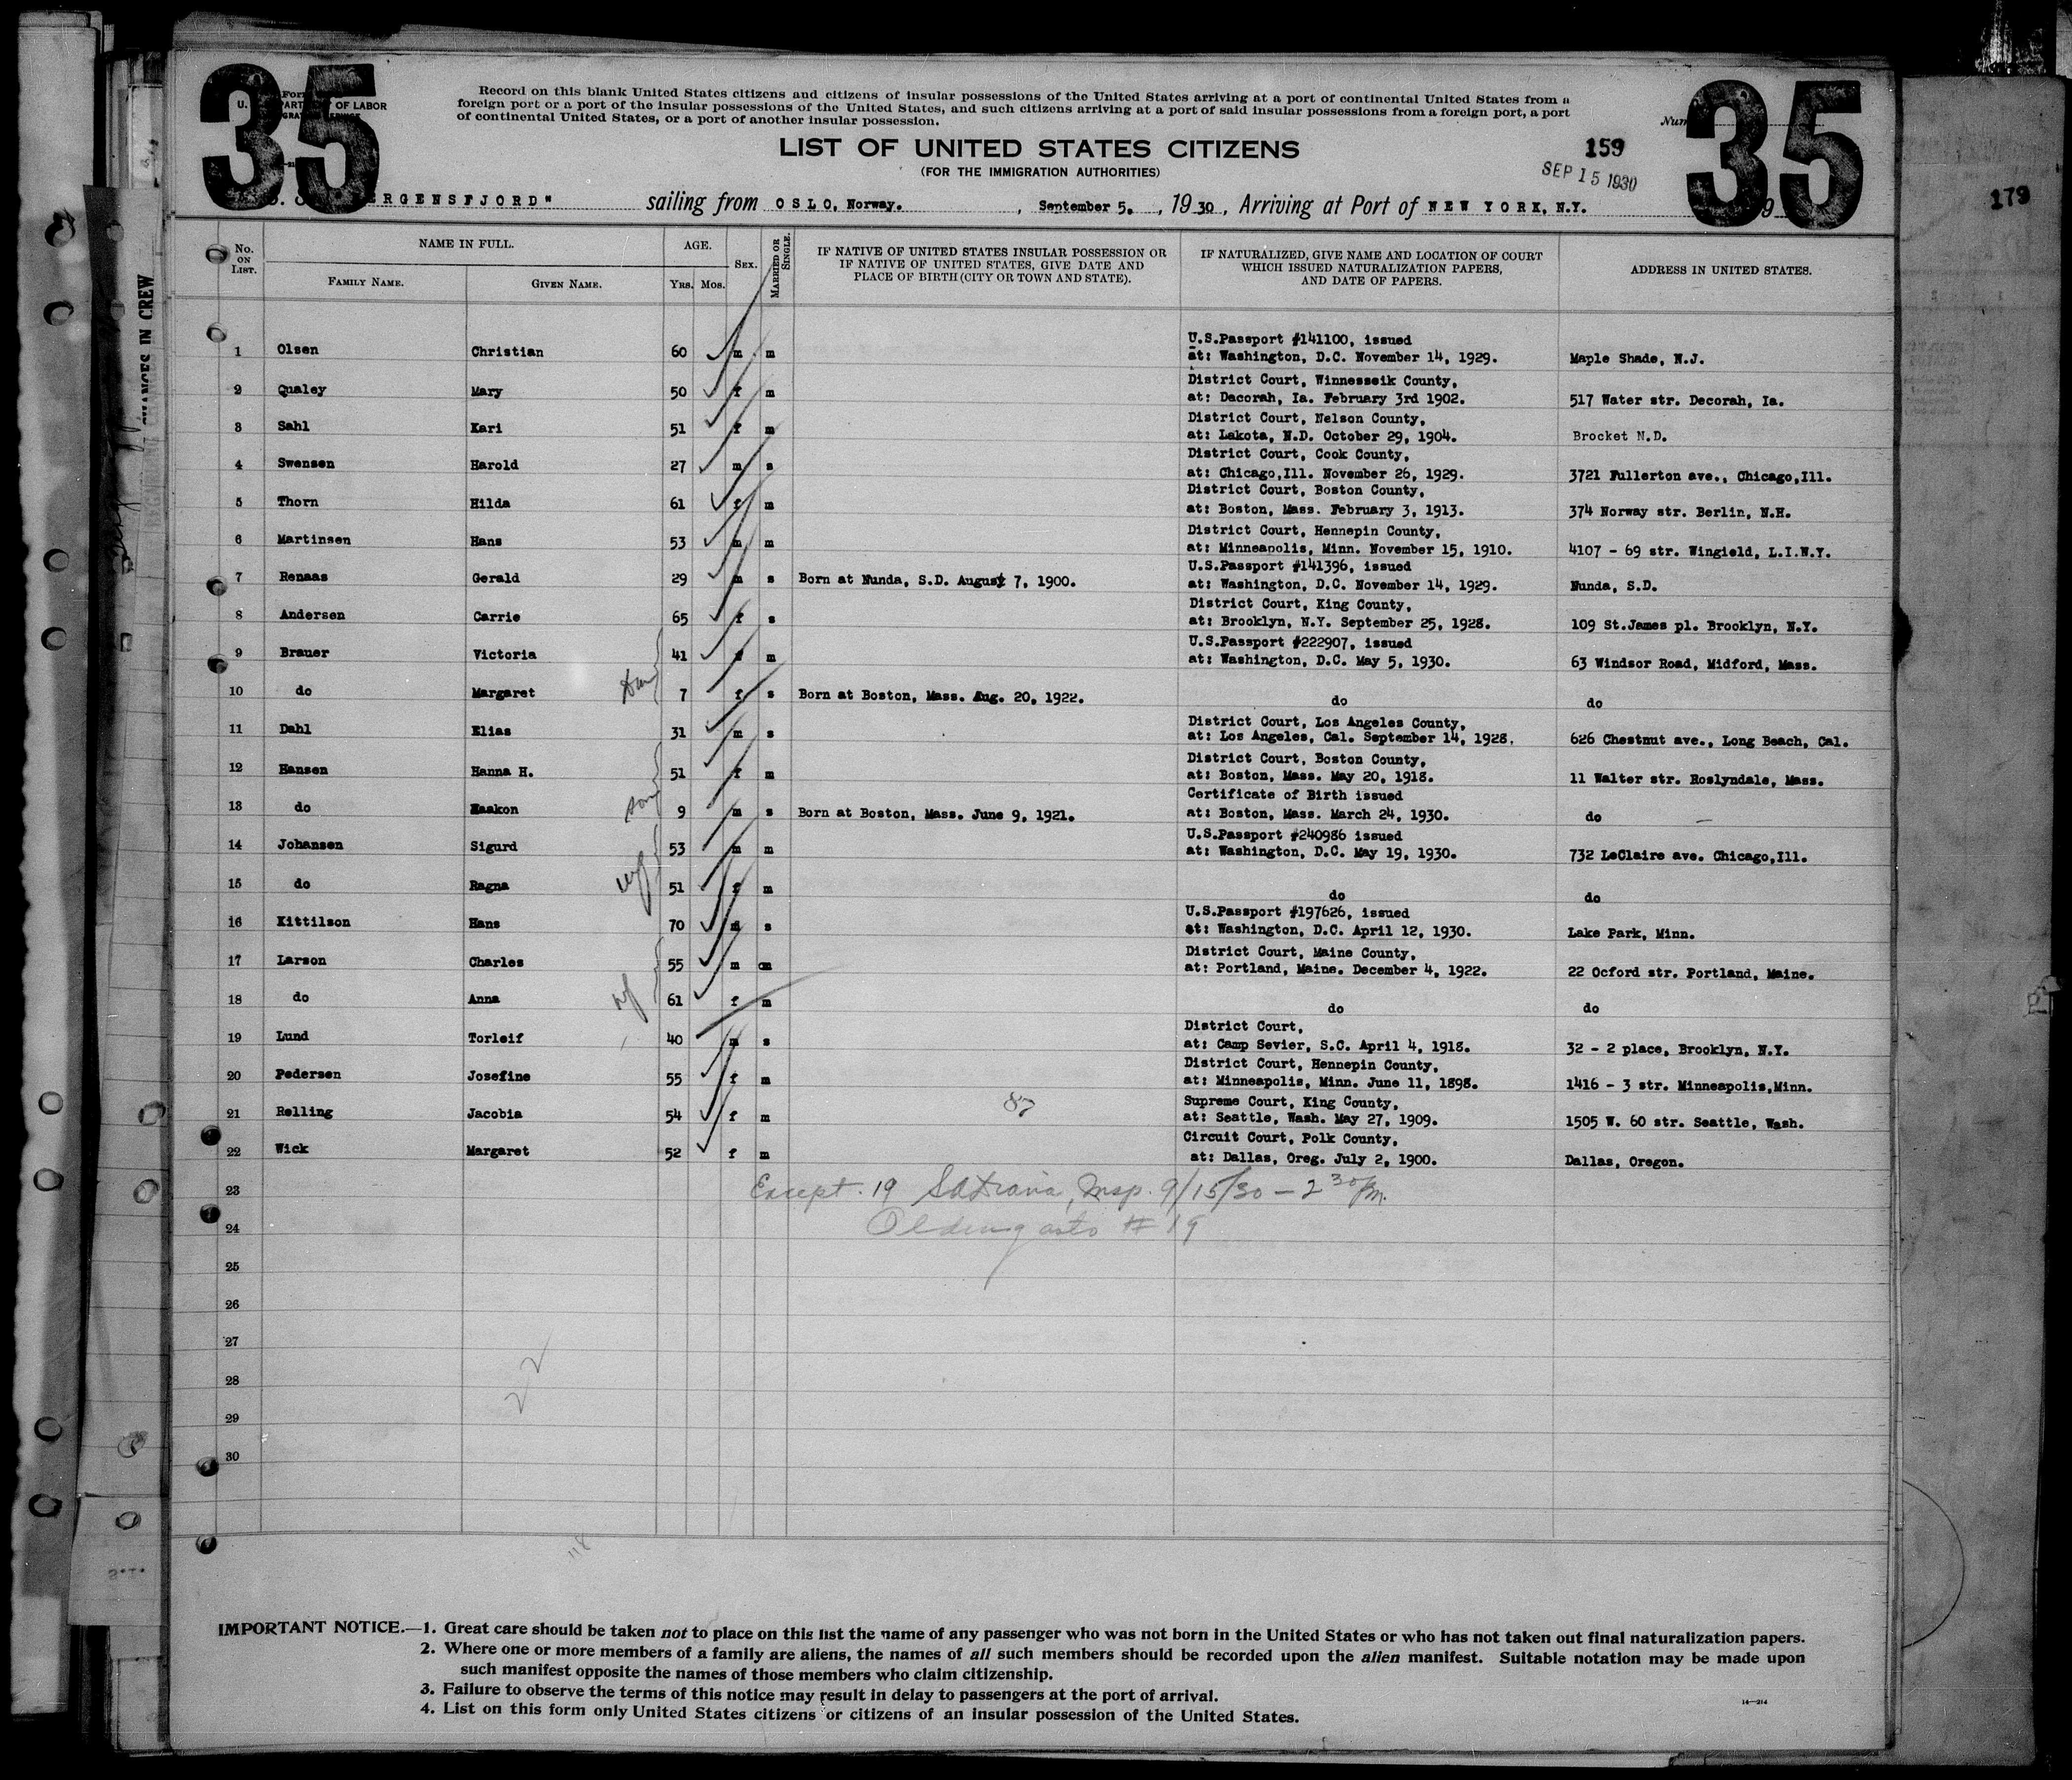 35
35
For
U. PART OF LABOR
Record on this blank United States citizens and citizens of insular possessions of the United States arriving at a port of continental United States from a
foreign port or a port of the insular possessions of the United States, and such citizens arriving at a port of said insular possessions from a foreign port, a port
of continental United States, or a port of another insular possession.
Num
LIST OF UNITED STATES CITIZENS
159
(FOR THE IMMIGRATION AUTHORITIES)
SEP 15 1930
179
ERGENSFJORD" sailing from OSLO, Norway. , September 5. , 1930, Arriving at Port of NEW YORK, N.Y.
No. ON LIST. NAME IN FULL. AGE. SEX. MARRIED OR SINGLE. IF NATIVE OF UNITED STATES INSULAR POSSESSION OR IF NATIVE OF UNITED STATES, GIVE DATE AND PLACE OF BIRTH (CITY OR TOWN AND STATE). IF NATURALIZED, GIVE NAME AND LOCATION OF COURT WHICH ISSUED NATURALIZATION PAPERS, AND DATE OF PAPERS. ADDRESS IN UNITED STATES.
FAMILY NAME. GIVEN NAME. YRS. MOS.
U.S.Passport #141100, issued
1 Olsen Christian 60 m m at: Washington, D.C. November 14, 1929. Maple Shade, N.J.
District Court, Winnesseik County,
2 Qualey Mary 50 f m at: Dacorah, Ia. February 3rd 1902. 517 Water str. Decorah, Ia.
District Court, Nelson County,
3 Sahl Kari 51 f m at: Lakota, N.D. October 29, 1904. Brocket N.D.
District Court, Cook County,
4 Swensen Harold 27 m s at: Chicago,Ill. November 26, 1929. 3721 Fullerton ave., Chicago,Ill.
District Court, Boston County,
5 Thorn Hilda 61 f m at: Boston, Mass. February 3, 1913. 374 Norway str. Berlin, N.H.
District Court, Hennepin County,
6 Martinsen Hans 53 m m at: Minneapolis, Minn. November 15, 1910. 4107 - 69 str. Wingield, L.I.N.Y.
U.S.Passport #141396, issued
7 Renaas Gerald 29 m s Born at Nunda, S.D. August 7, 1900. at: Washington, D.C. November 14, 1929. Nunda, S.D.
District Court, King County,
8 Andersen Carrie 65 f s at: Brooklyn, N.Y. September 25, 1928. 109 St.James pl. Brooklyn, N.Y.
U.S.Passport #222907, issued
9 Brauer Victoria 41 f m at: Washington, D.C. May 5, 1930. 63 Windsor Road, Midford, Mass.
10 do Margaret 7 f s Born at Boston, Mass. Aug. 20, 1922. do do
District Court, Los Angeles County,
11 Dahl Elias 31 m s at: Los Angeles, Cal. September 14, 1928. 626 Chestnut ave., Long Beach, Cal.
District Court, Boston County,
12 Hansen Hanna H. 51 f m at: Boston, Mass. May 20, 1918. 11 Walter str. Roslyndale, Mass.
Certificate of Birth issued
13 do Haakon son 9 m s Born at Boston, Mass. June 9, 1921. at: Boston, Mass. March 24, 1930. do
U.S.Passport #240986 issued
14 Johansen Sigurd 53 m m at: Washington, D.C. May 19, 1930. 732 LeClaire ave. Chicago,Ill.
15 do Ragna wf 51 f m do do
U.S.Passport #197626, issued
16 Kittilson Hans 70 m s at: Washington, D.C. April 12, 1930. Lake Park, Minn.
District Court, Maine County,
17 Larson Charles 55 m m at: Portland, Maine. December 4, 1922. 22 Ocford str. Portland, Maine.
18 do Anna wf 61 f m do do
District Court,
19 Lund Torleif 40 m s at: Camp Sevier, S.C. April 4, 1918. 32 - 2 place, Brooklyn, N.Y.
District Court, Hennepin County,
20 Pedersen Josefine 55 f m at: Minneapolis, Minn. June 11, 1898. 1416 - 3 str. Minneapolis,Minn.
Supreme Court, King County,
21 Relling Jacobia 54 f m at: Seattle, Wash. May 27, 1909. 1505 W. 60 str. Seattle, Wash.
Circuit Court, Polk County,
22 Wick Margaret 52 f m at: Dallas, Oreg. July 2, 1900. Dallas, Oregon.
23 Except. 19 Insp. 9/15/30 - 2 30 Pm.
24 as to # 19
25
26
27
28
29
30
22
118
IMPORTANT NOTICE.—1. Great care should be taken not to place on this list the name of any passenger who was not born in the United States or who has not taken out final naturalization papers.
2. Where one or more members of a family are aliens, the names of all such members should be recorded upon the alien manifest. Suitable notation may be made upon
such manifest opposite the names of those members who claim citizenship.
3. Failure to observe the terms of this notice may result in delay to passengers at the port of arrival.
4. List on this form only United States citizens or citizens of an insular possession of the United States.
14—214